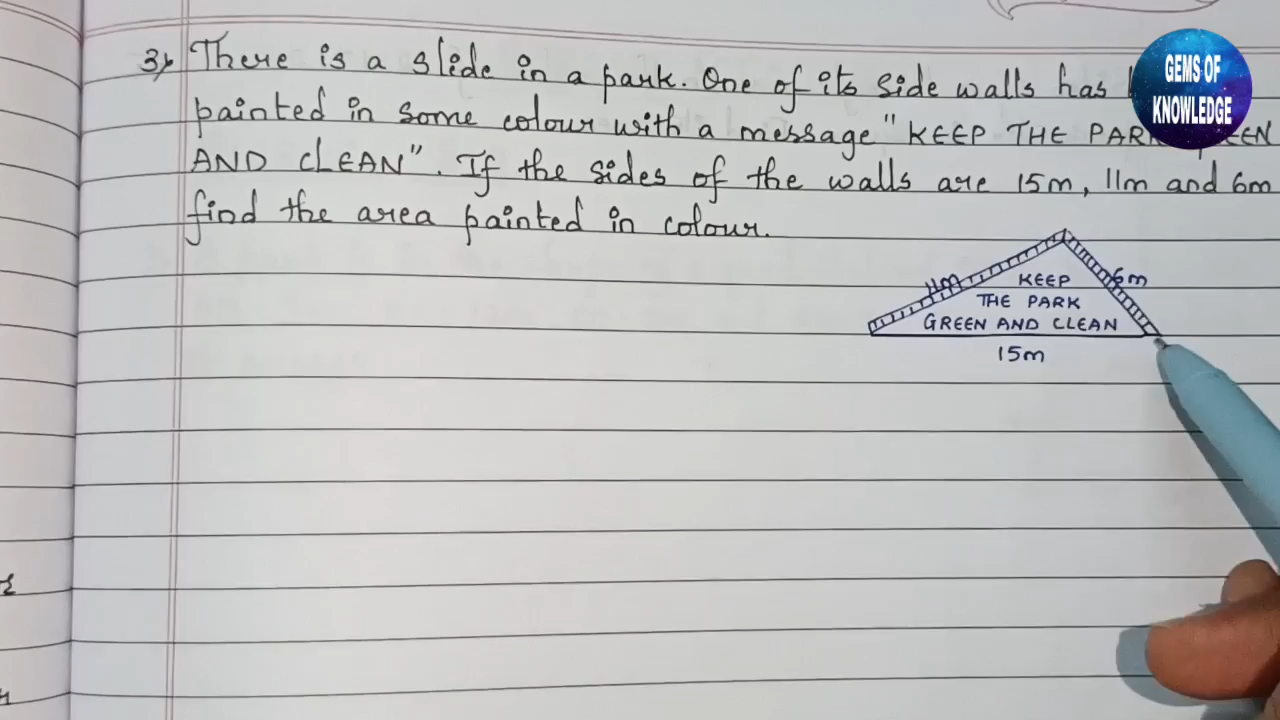 3) There is a slide in a park. One of its side walls has
painted in some colour with a message "KEEP THE PARK
AND CLEAN". If the sides of the walls are 15m, 11m and 6m
find the area painted in colour.
11m
KEEP
6m
THE PARK
GREEN AND CLEAN
15m
GEMS OF
KNOWLEDGE